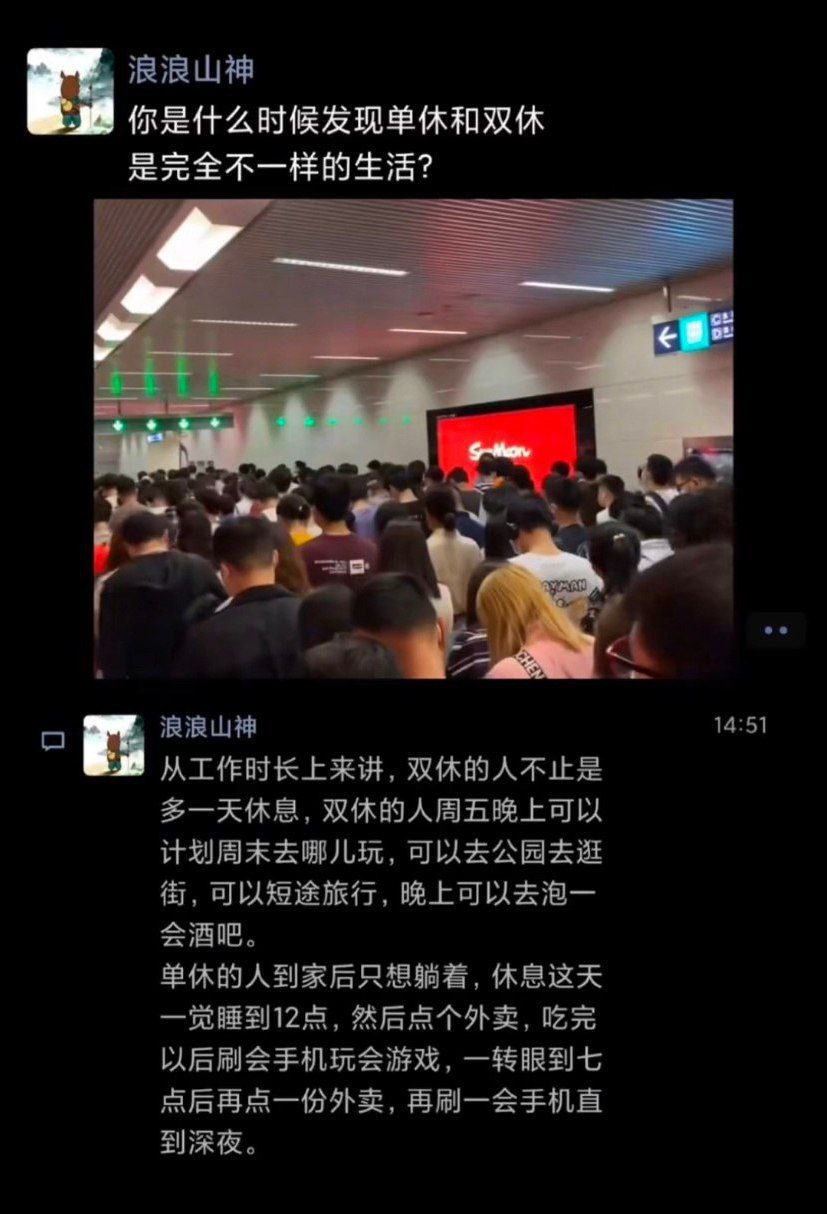 浪浪山神
你是什么时候发现单休和双休
是完全不一样的生活?
CHEN
浪浪山神
14:51
从工作时长上来讲，双休的人不止是
多一天休息，双休的人周五晚上可以
计划周末去哪儿玩，可以去公园去逛
街，可以短途旅行，晚上可以去泡一
会酒吧。
单休的人到家后只想躺着，休息这天
一觉睡到12点，然后点个外卖，吃完
以后刷会手机玩会游戏，一转眼到七
点后再点一份外卖，再刷一会手机直
到深夜。